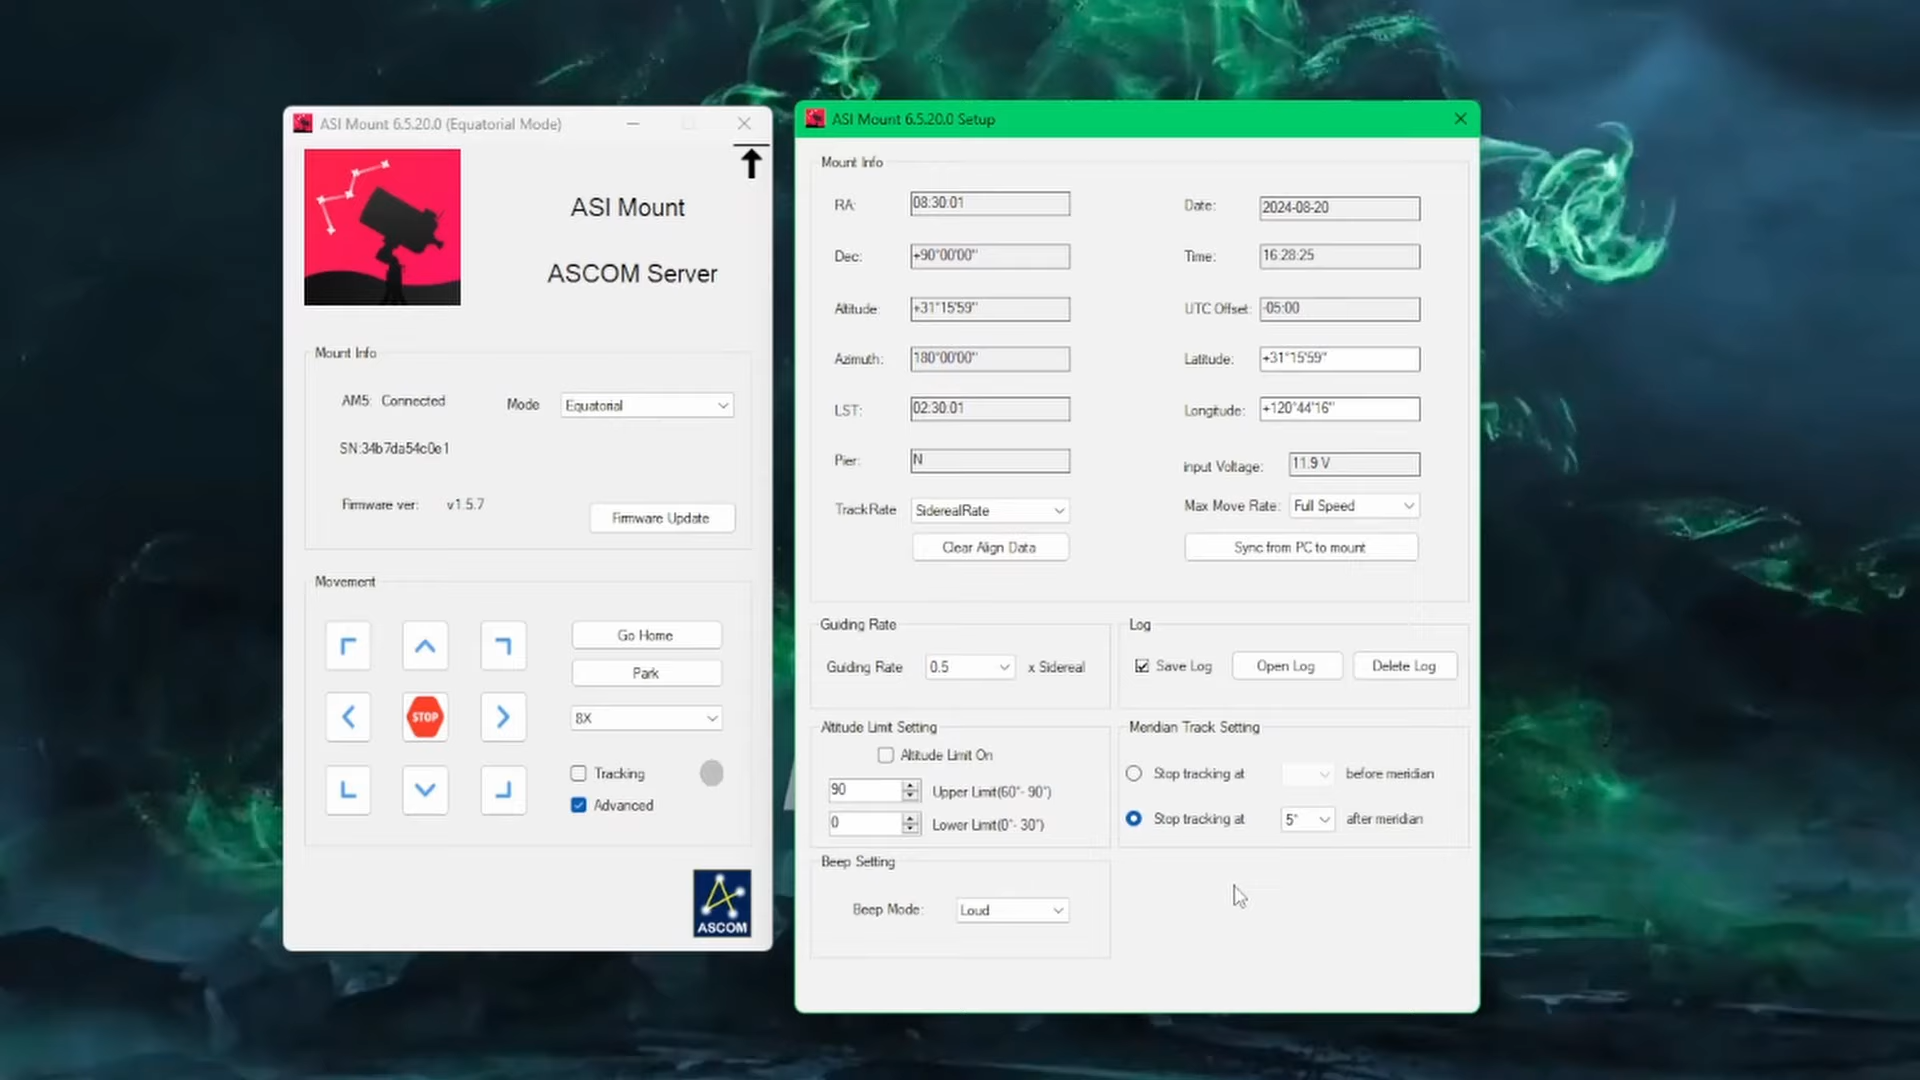 ASI Mount 6.5.20.0 (Equatorial Mode)
ASI Mount
ASCOM Server
Mount Info
AM5: Connected
Mode
Equatorial
SN:34b7da54c0e1
Firmware ver: v1.5.7
Firmware Update
Movement
Go Home
Park
STOP
8X
Tracking
Advanced
ASCOM
ASI Mount 6.5.20.0 Setup
Mount Info
RA: 08:30:01
Date: 2024-08-20
Dec: +90°00'00"
Time: 16:28:25
Altitude: +31°15'59"
UTC Offset: -05:00
Azimuth: 180°00'00"
Latitude: +31°15'59"
LST: 02:30:01
Longitude: +120°44'16"
Pier: N
input Voltage: 11.9 V
TrackRate SiderealRate
Max Move Rate: Full Speed
Clear Align Data
Sync from PC to mount
Guiding Rate
Guiding Rate 0.5 x Sidereal
Log
Save Log Open Log Delete Log
Altitude Limit Setting
Altitude Limit On
90 Upper Limit(60°- 90°)
0 Lower Limit(0°- 30°)
Meridian Track Setting
Stop tracking at before meridian
Stop tracking at 5° after meridian
Beep Setting
Beep Mode: Loud